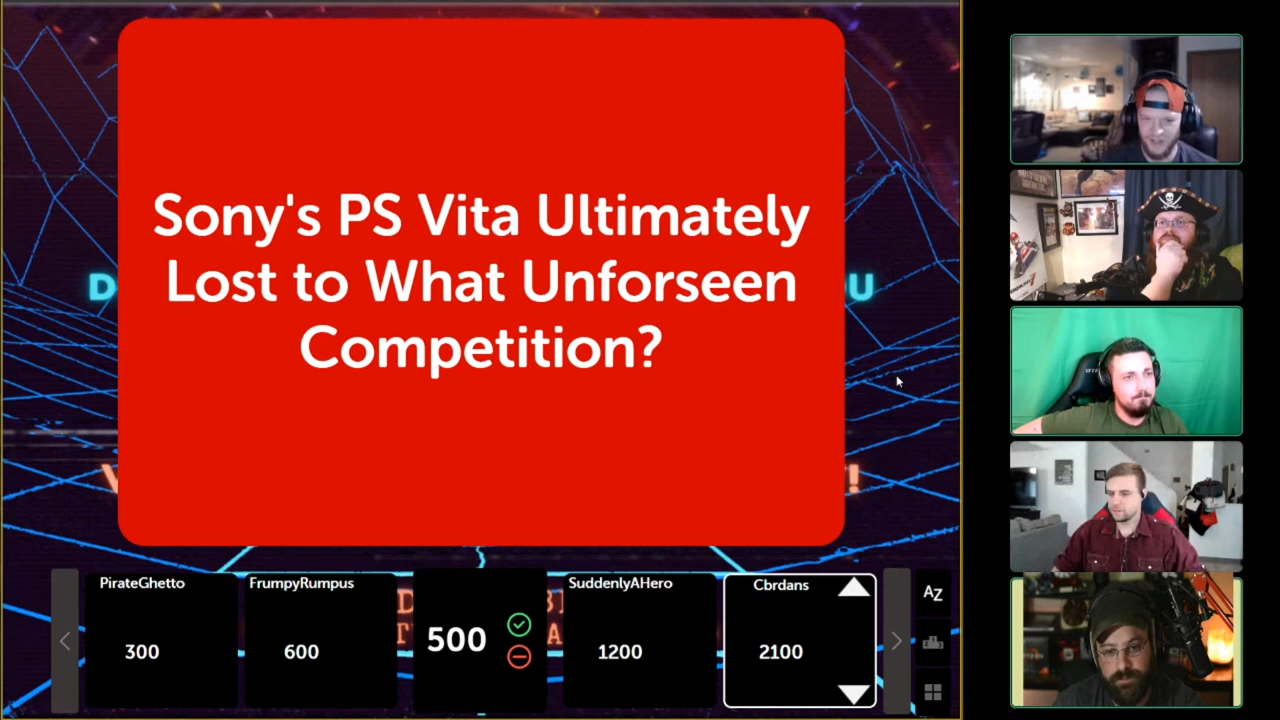 Sony's PS Vita Ultimately
Lost to What Unforseen
Competition?
D
U
!
PirateGhetto
FrumpyRumpus
SuddenlyAHero
Cbrdans
300
600
500
1200
2100
AZ